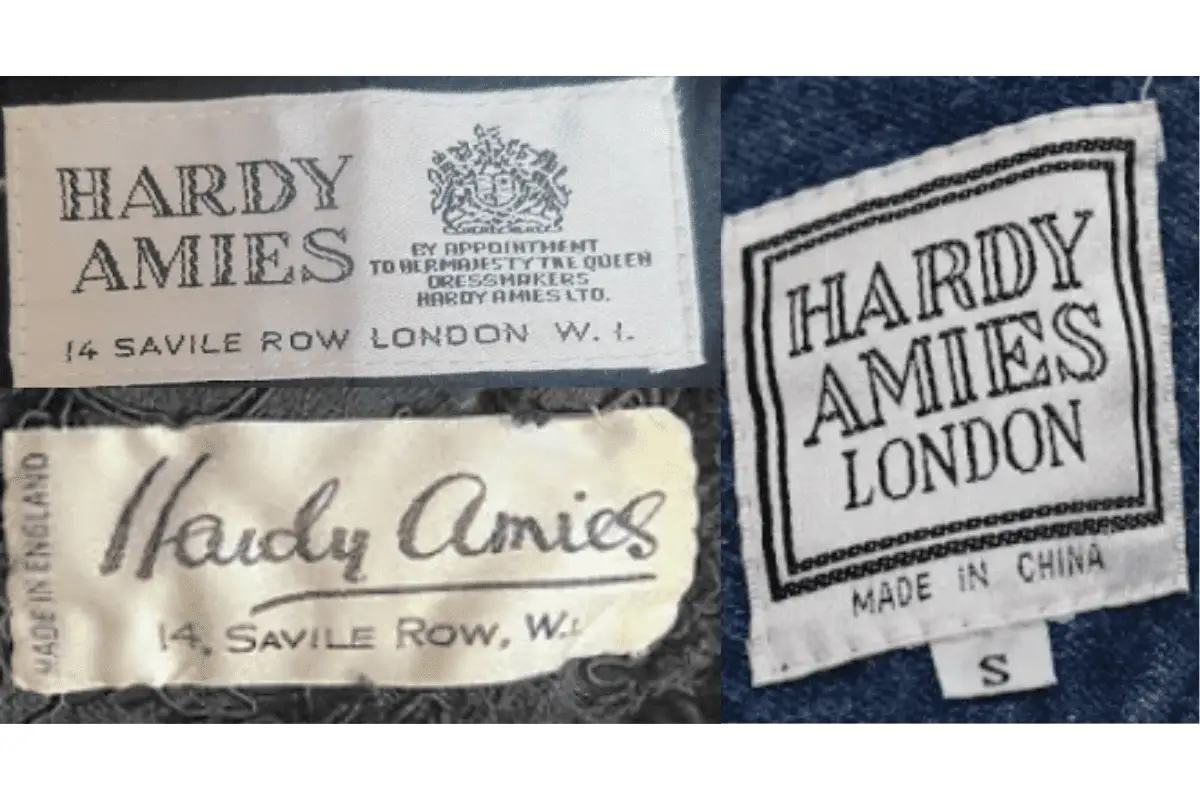 HARDY
AMIES
BY APPOINTMENT
TO HER MAJESTY THE QUEEN
DRESSMAKERS
HARDY AMIES LTD.
14 SAVILE ROW LONDON W.1.
MADE IN ENGLAND
Hardy Amies
14, SAVILE ROW, W.1
HARDY
AMIES
LONDON
MADE IN CHINA
S